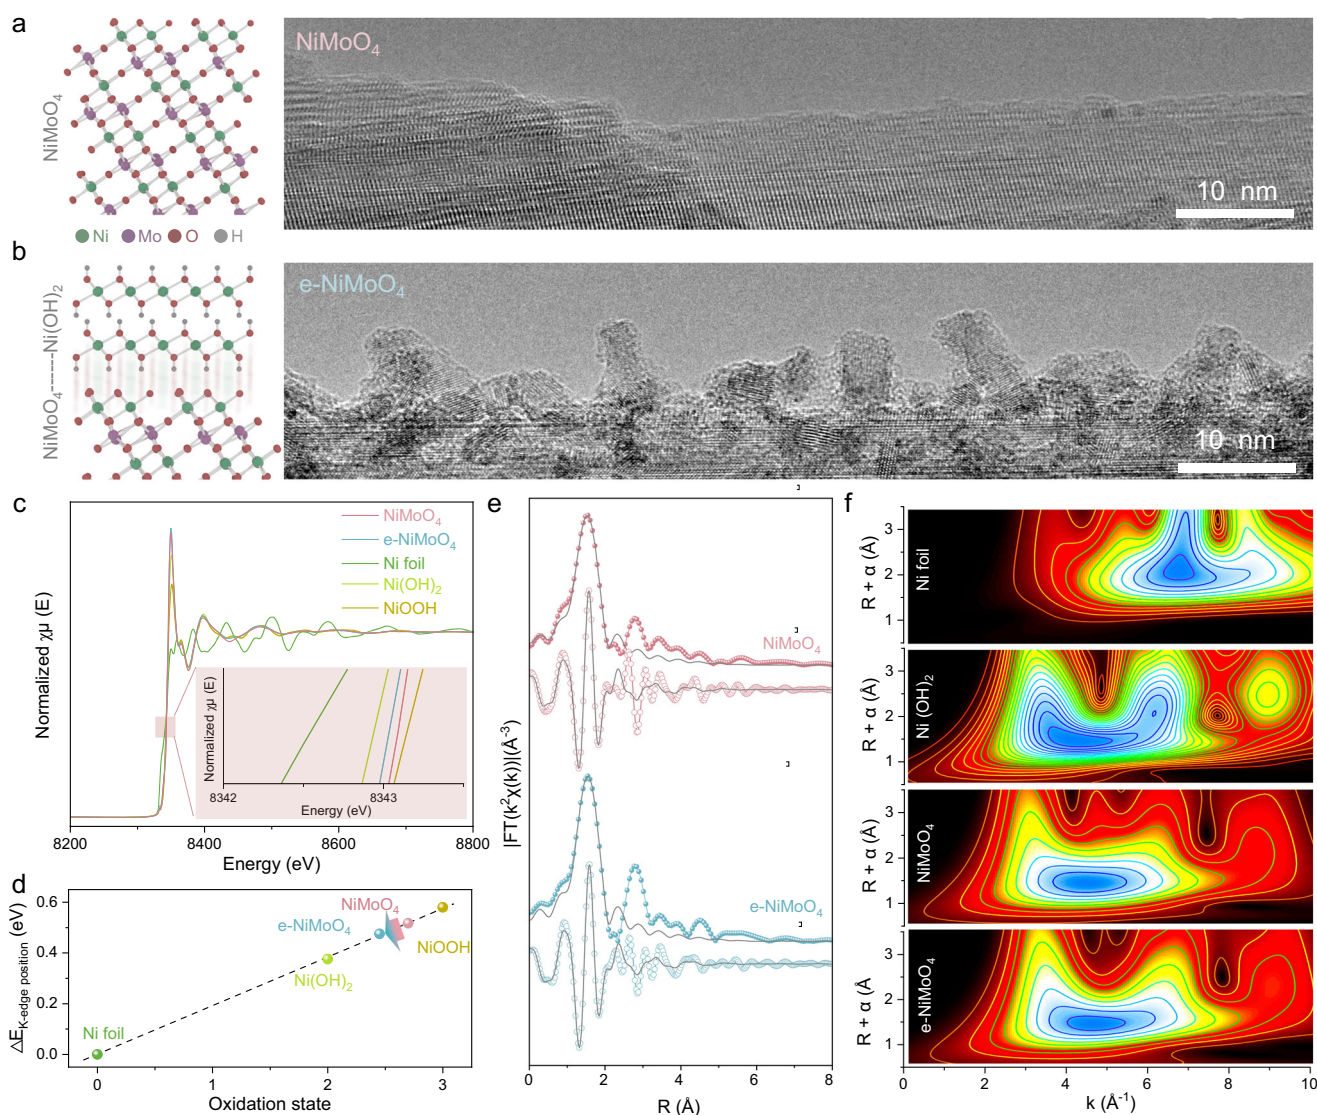 a
NiMoO₄
NiMoO₄
10 nm
Ni Mo O H
b
NiMoO₄------Ni(OH)₂
e-NiMoO₄
10 nm
c
Normalized χμ (E)
NiMoO₄
e-NiMoO₄
Ni foil
Ni(OH)₂
NiOOH
Normalized χμ (E)
8342 8343
Energy (eV)
8200 8400 8600 8800
Energy (eV)
d
ΔE K-edge position (eV)
0.6
0.4
0.2
0.0
NiMoO₄
e-NiMoO₄
NiOOH
Ni(OH)₂
Ni foil
0 1 2 3
Oxidation state
e
|FT(k²χ(k))|(Å⁻³)
NiMoO₄
e-NiMoO₄
0 2 4 6 8
R (Å)
f
R + α (Å)
3
2
1
Ni foil
R + α (Å)
3
2
1
Ni (OH)₂
R + α (Å)
3
2
1
NiMoO₄
R + α (Å
3
2
1
e-NiMoO₄
0 2 4 6 8 10
k (Å⁻¹)